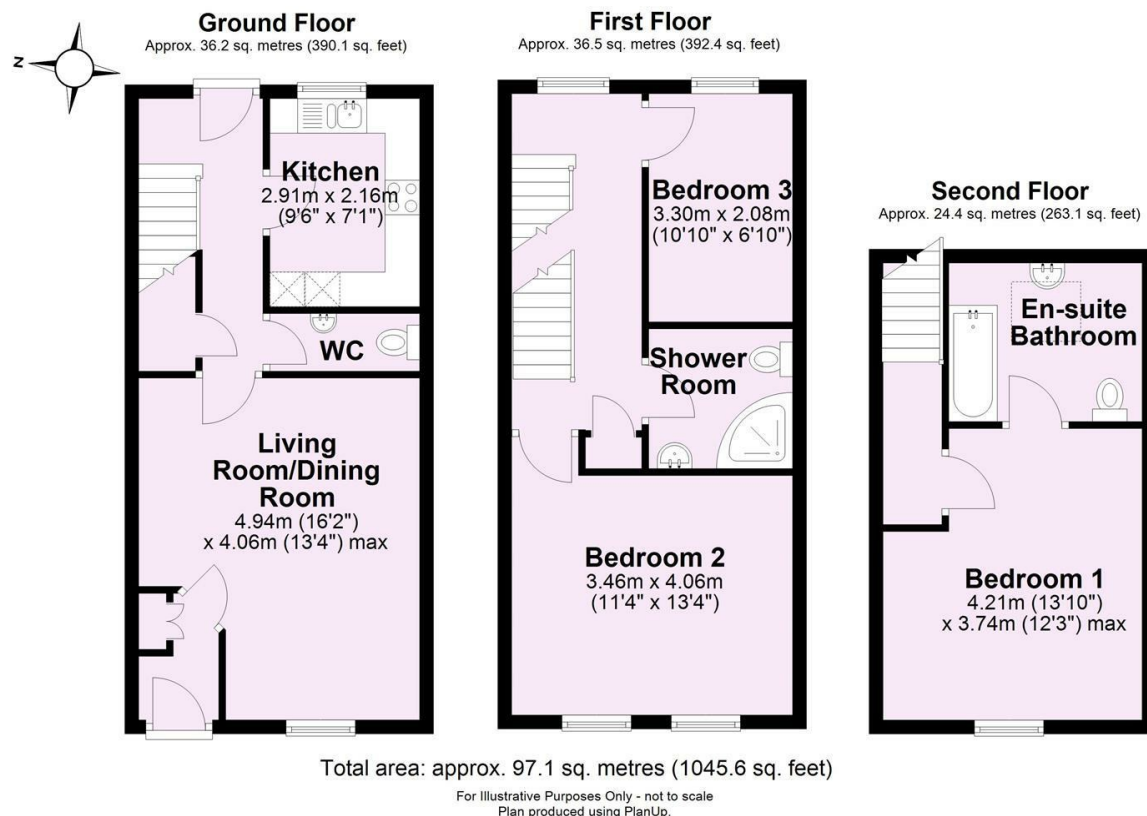 Ground Floor
Approx. 36.2 sq. metres (390.1 sq. feet)
N
Kitchen
2.91m x 2.16m
(9'6" x 7'1")
WC
Living
Room/Dining
Room
4.94m (16'2")
x 4.06m (13'4") max
First Floor
Approx. 36.5 sq. metres (392.4 sq. feet)
Bedroom 3
3.30m x 2.08m
(10'10" x 6'10")
Shower
Room
Bedroom 2
3.46m x 4.06m
(11'4" x 13'4")
Second Floor
Approx. 24.4 sq. metres (263.1 sq. feet)
En-suite
Bathroom
Bedroom 1
4.21m (13'10")
x 3.74m (12'3") max
Total area: approx. 97.1 sq. metres (1045.6 sq. feet)
For Illustrative Purposes Only - not to scale
Plan produced using PlanUp.